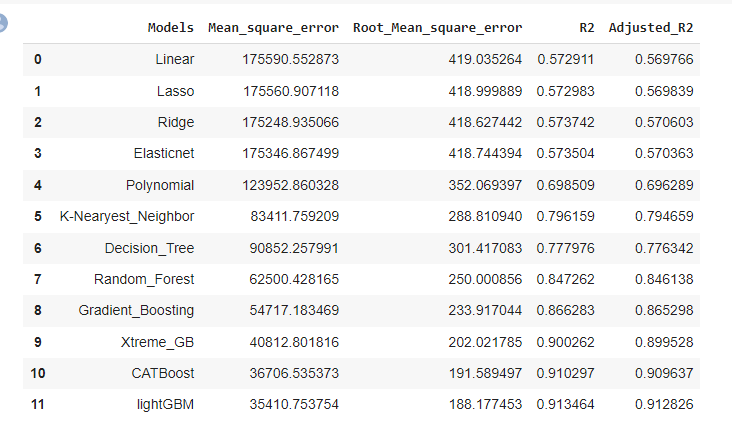 Models Mean_square_error Root_Mean_square_error R2 Adjusted_R2
0 Linear 175590.552873 419.035264 0.572911 0.569766
1 Lasso 175560.907118 418.999889 0.572983 0.569839
2 Ridge 175248.935066 418.627442 0.573742 0.570603
3 Elasticnet 175346.867499 418.744394 0.573504 0.570363
4 Polynomial 123952.860328 352.069397 0.698509 0.696289
5 K-Nearyest_Neighbor 83411.759209 288.810940 0.796159 0.794659
6 Decision_Tree 90852.257991 301.417083 0.777976 0.776342
7 Random_Forest 62500.428165 250.000856 0.847262 0.846138
8 Gradient_Boosting 54717.183469 233.917044 0.866283 0.865298
9 Xtreme_GB 40812.801816 202.021785 0.900262 0.899528
10 CATBoost 36706.535373 191.589497 0.910297 0.909637
11 lightGBM 35410.753754 188.177453 0.913464 0.912826